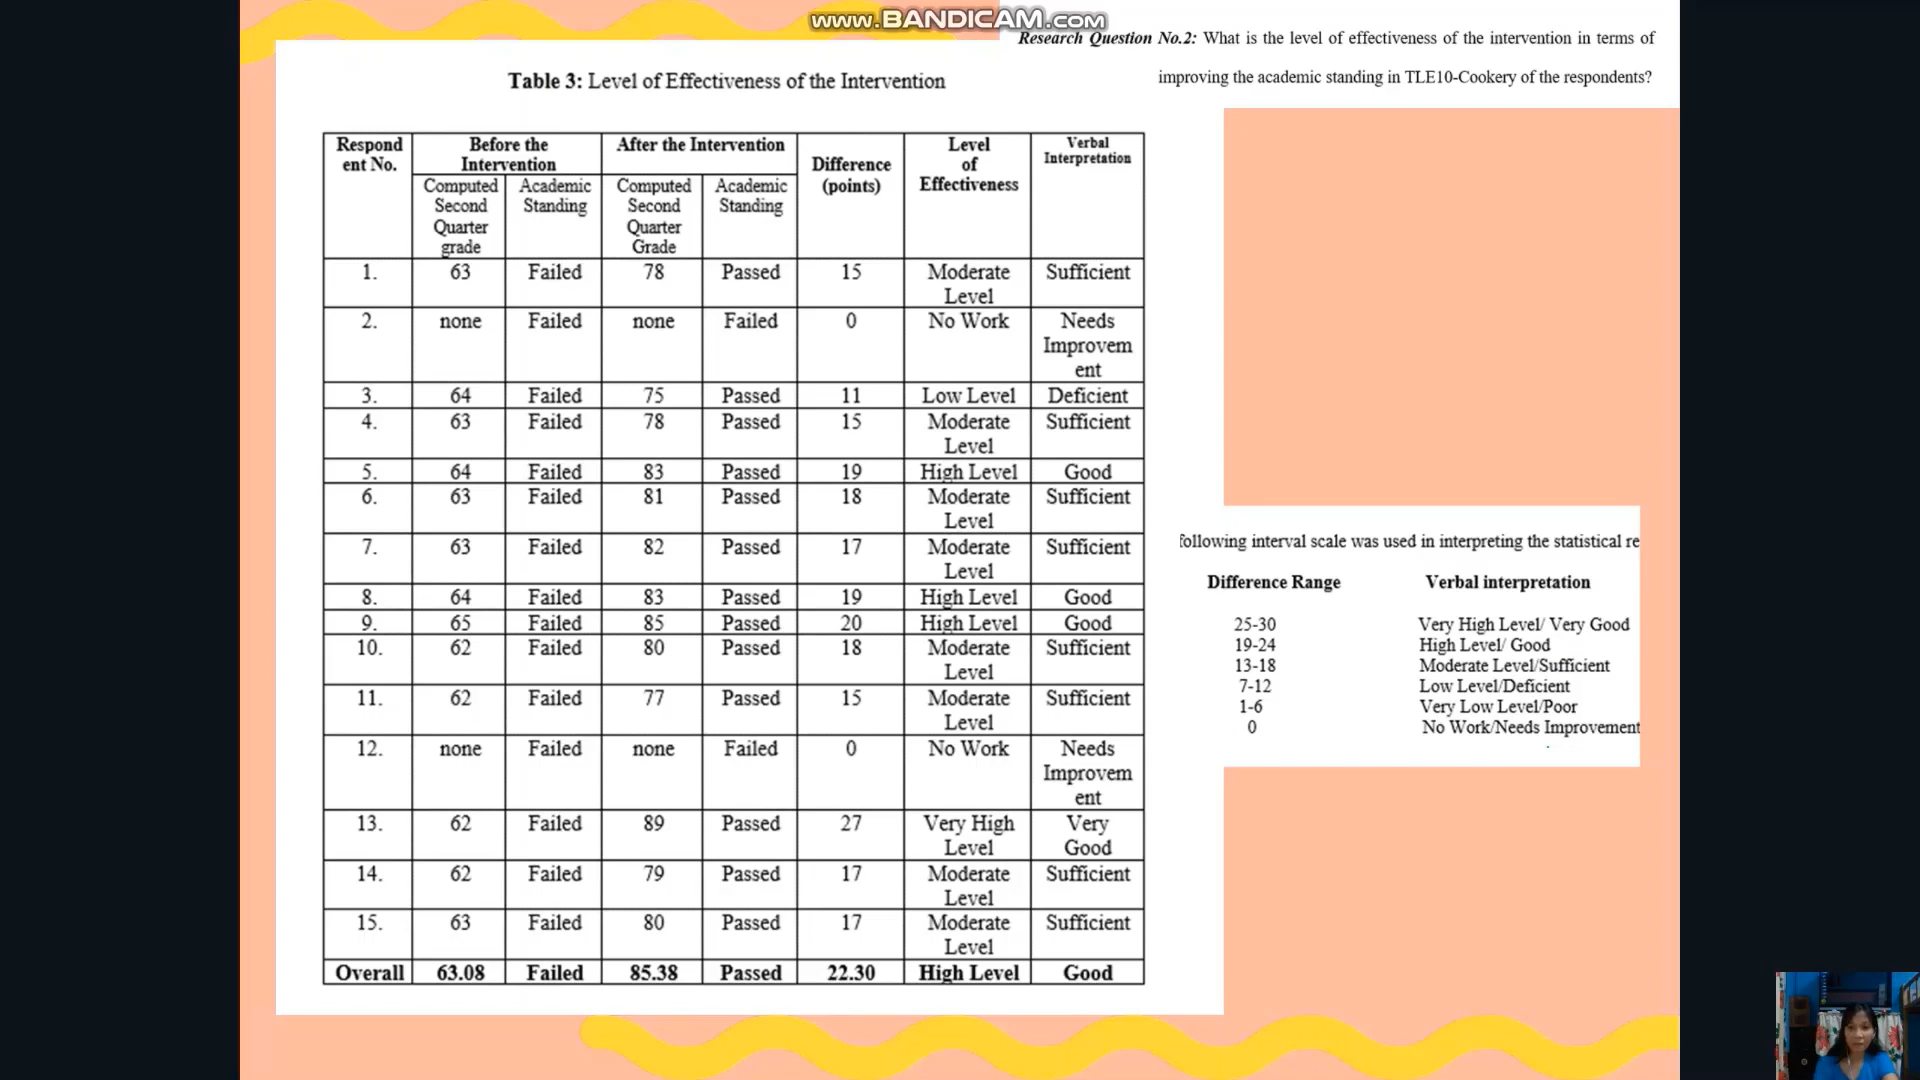 www.BANDICAM.com
Research Question No.2: What is the level of effectiveness of the intervention in terms of
improving the academic standing in TLE10-Cookery of the respondents?
Table 3: Level of Effectiveness of the Intervention
Respond
ent No.
Before the
Intervention
After the Intervention
Difference
(points)
Level
of
Effectiveness
Verbal
Interpretation
Computed
Second
Quarter
grade
Academic
Standing
Computed
Second
Quarter
Grade
Academic
Standing
1. 63 Failed 78 Passed 15 Moderate Sufficient
Level
2. none Failed none Failed 0 No Work Needs
Improvem
ent
3. 64 Failed 75 Passed 11 Low Level Deficient
4. 63 Failed 78 Passed 15 Moderate Sufficient
Level
5. 64 Failed 83 Passed 19 High Level Good
6. 63 Failed 81 Passed 18 Moderate Sufficient
Level
7. 63 Failed 82 Passed 17 Moderate Sufficient
Level
8. 64 Failed 83 Passed 19 High Level Good
9. 65 Failed 85 Passed 20 High Level Good
10. 62 Failed 80 Passed 18 Moderate Sufficient
Level
11. 62 Failed 77 Passed 15 Moderate Sufficient
Level
12. none Failed none Failed 0 No Work Needs
Improvem
ent
13. 62 Failed 89 Passed 27 Very High Very
Level Good
14. 62 Failed 79 Passed 17 Moderate Sufficient
Level
15. 63 Failed 80 Passed 17 Moderate Sufficient
Level
Overall 63.08 Failed 85.38 Passed 22.30 High Level Good
following interval scale was used in interpreting the statistical re
Difference Range Verbal interpretation
25-30 Very High Level/ Very Good
19-24 High Level/ Good
13-18 Moderate Level/Sufficient
7-12 Low Level/Deficient
1-6 Very Low Level/Poor
0 No Work/Needs Improvement